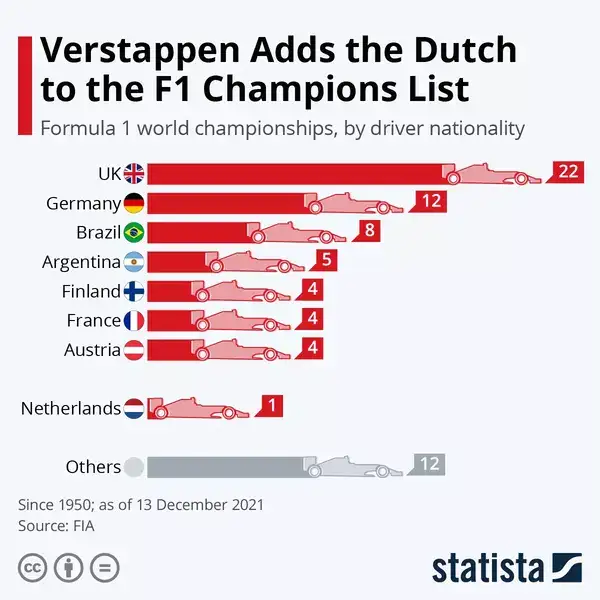 Verstappen Adds the Dutch
to the F1 Champions List
Formula 1 world championships, by driver nationality
UK 22
Germany 12
Brazil 8
Argentina 5
Finland 4
France 4
Austria 4
Netherlands 1
Others 12
Since 1950; as of 13 December 2021
Source: FIA
cc
statista